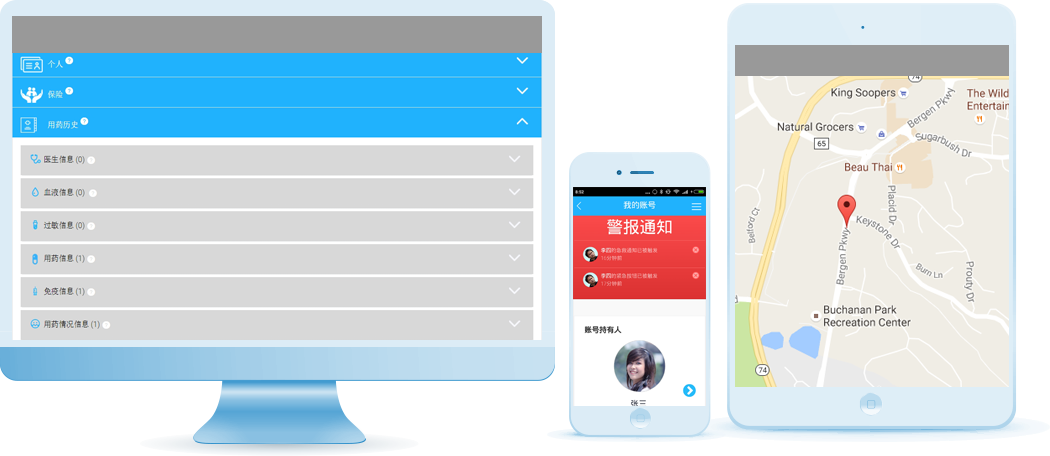 个人
保险
用药历史
医生信息 (0)
血液信息 (0)
过敏信息 (0)
用药信息 (1)
免疫信息 (1)
用药情况信息 (1)
8:52
我的账号
警报通知
李四的急救通知已被触发
15分钟前
李四的紧急按钮已被触发
17分钟前
账号持有人
张三
74
King Soopers
Bergen Pkwy
The Wild
Entertain
Natural Grocers
65
Sugarbush Dr
Beau Thai
Placid Dr
Belford Ct
Keystone Dr
Bergen Pkwy
Burn Ln
Prouty Dr
Buchanan Park
Recreation Center
74